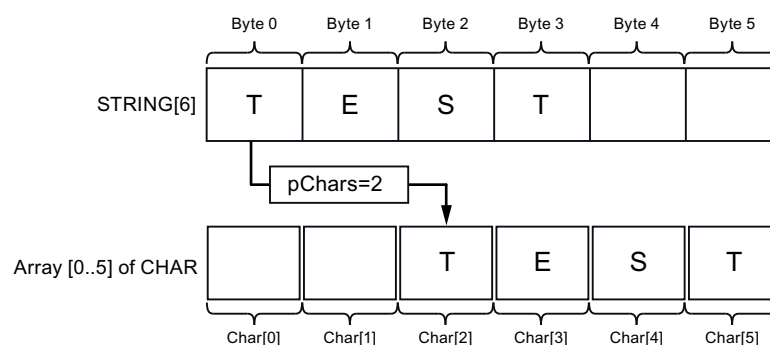 Byte 0 Byte 1 Byte 2 Byte 3 Byte 4 Byte 5
STRING[6] T E S T
pChars=2
Array [0..5] of CHAR T E S T
Char[0] Char[1] Char[2] Char[3] Char[4] Char[5]